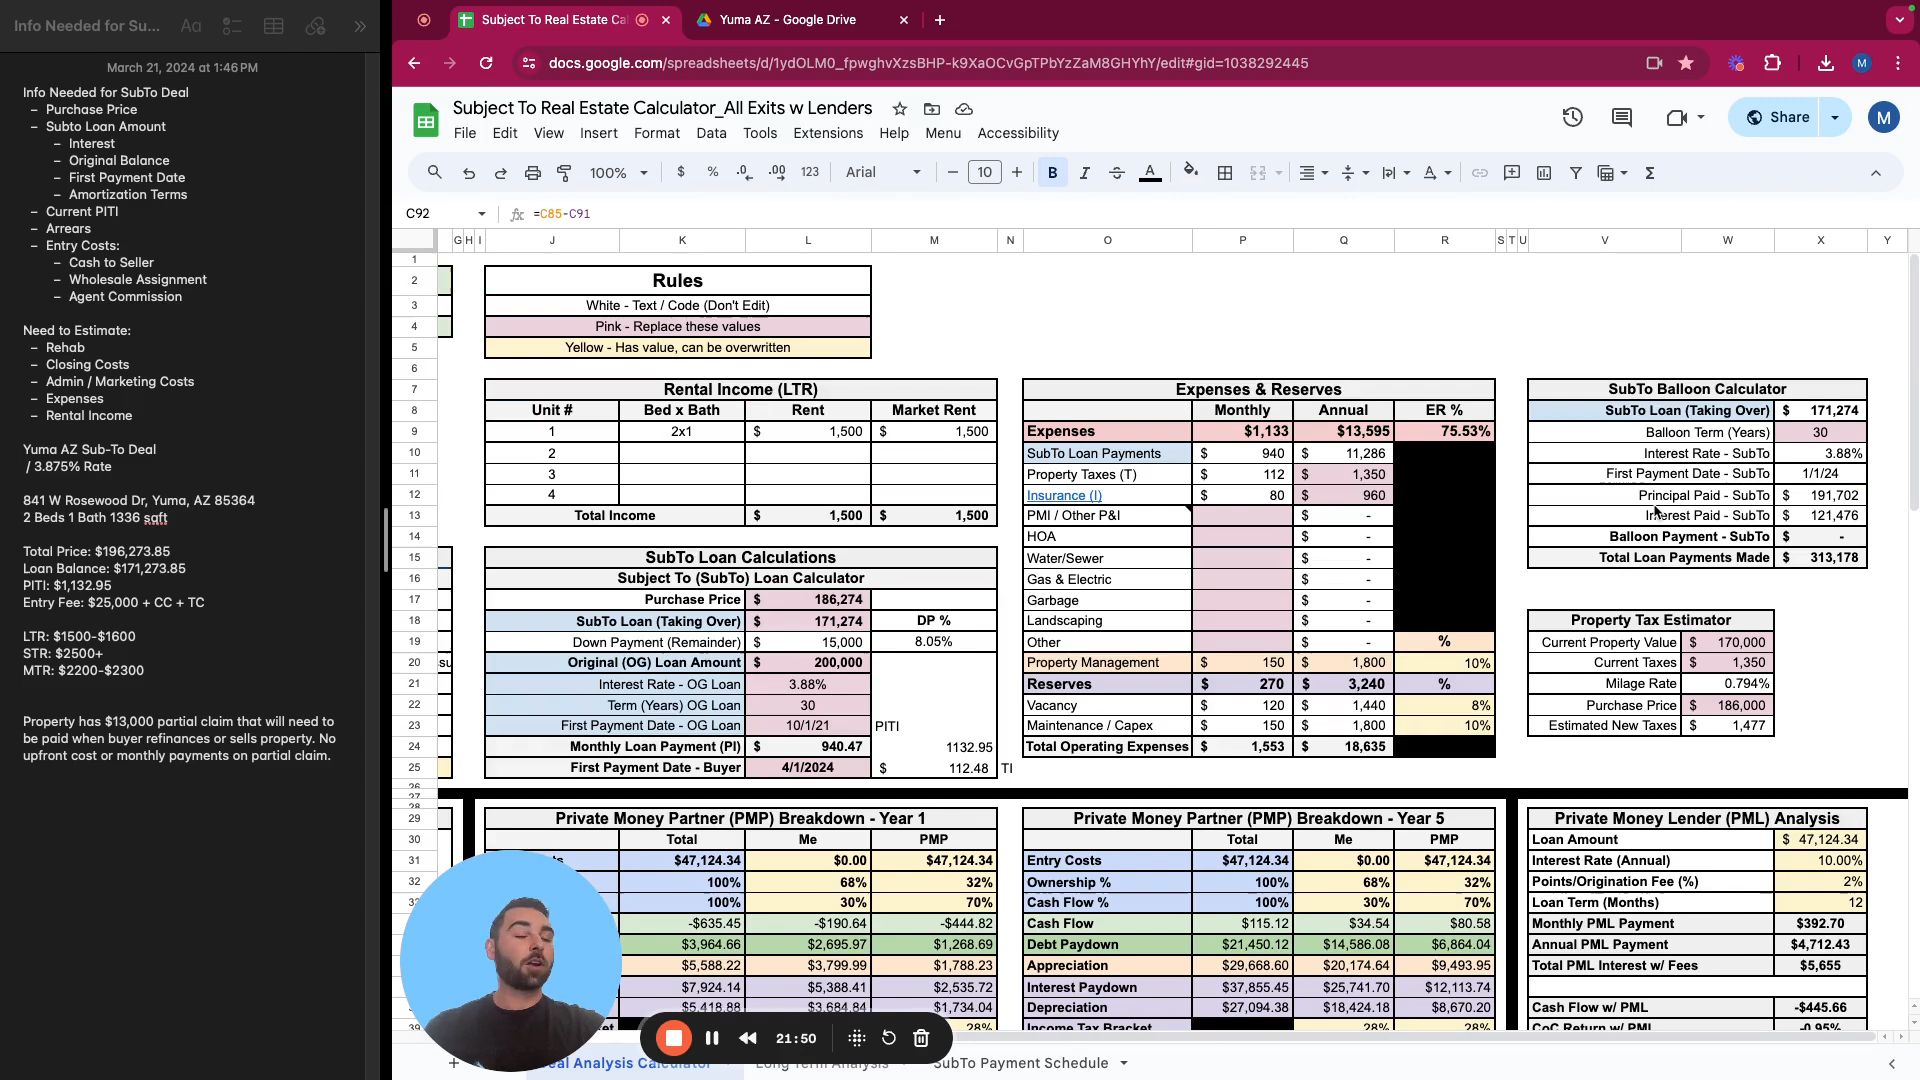 Info Needed for Su...
March 21, 2024 at 1:46 PM
Info Needed for SubTo Deal
– Purchase Price
– Subto Loan Amount
– Interest
– Original Balance
– First Payment Date
– Amortization Terms
– Current PITI
– Arrears
– Entry Costs:
– Cash to Seller
– Wholesale Assignment
– Agent Commission
Need to Estimate:
– Rehab
– Closing Costs
– Admin / Marketing Costs
– Expenses
– Rental Income
Yuma AZ Sub-To Deal
/ 3.875% Rate
841 W Rosewood Dr, Yuma, AZ 85364
2 Beds 1 Bath 1336 sqft
Total Price: $196,273.85
Loan Balance: $171,273.85
PITI: $1,132.95
Entry Fee: $25,000 + CC + TC
LTR: $1500-$1600
STR: $2500+
MTR: $2200-$2300
Property has $13,000 partial claim that will need to
be paid when buyer refinances or sells property. No
upfront cost or monthly payments on partial claim.
Subject To Real Estate Cal
Yuma AZ - Google Drive
docs.google.com/spreadsheets/d/1ydOLM0_fpwghvXzsBHP-k9XaOCvGpTPbYzZaM8GHYhY/edit#gid=1038292445
Subject To Real Estate Calculator_All Exits w Lenders
File Edit View Insert Format Data Tools Extensions Help Menu Accessibility
Share
M
100% $ % .0 .00 123 Arial 10 B I
C92 fx =C85-C91
G H I J K L M N O P Q R S T U V W X Y
Rules
White - Text / Code (Don't Edit)
Pink - Replace these values
Yellow - Has value, can be overwritten
Rental Income (LTR)
Unit # Bed x Bath Rent Market Rent
1 2x1 $ 1,500 $ 1,500
2
3
4
Total Income $ 1,500 $ 1,500
SubTo Loan Calculations
Subject To (SubTo) Loan Calculator
Purchase Price $ 186,274
SubTo Loan (Taking Over) $ 171,274 DP %
Down Payment (Remainder) $ 15,000 8.05%
Original (OG) Loan Amount $ 200,000
Interest Rate - OG Loan 3.88%
Term (Years) OG Loan 30
First Payment Date - OG Loan 10/1/21 PITI
Monthly Loan Payment (PI) $ 940.47 1132.95
First Payment Date - Buyer 4/1/2024 $ 112.48 TI
Expenses & Reserves
Monthly Annual ER %
Expenses $1,133 $13,595 75.53%
SubTo Loan Payments $ 940 $ 11,286
Property Taxes (T) $ 112 $ 1,350
Insurance (I) $ 80 $ 960
PMI / Other P&I $ -
HOA $ -
Water/Sewer $ -
Gas & Electric $ -
Garbage $ -
Landscaping $ -
Other $ - %
Property Management $ 150 $ 1,800 10%
Reserves $ 270 $ 3,240 %
Vacancy $ 120 $ 1,440 8%
Maintenance / Capex $ 150 $ 1,800 10%
Total Operating Expenses $ 1,553 $ 18,635
SubTo Balloon Calculator
SubTo Loan (Taking Over) $ 171,274
Balloon Term (Years) 30
Interest Rate - SubTo 3.88%
First Payment Date - SubTo 1/1/24
Principal Paid - SubTo $ 191,702
Interest Paid - SubTo $ 121,476
Balloon Payment - SubTo $ -
Total Loan Payments Made $ 313,178
Property Tax Estimator
Current Property Value $ 170,000
Current Taxes $ 1,350
Milage Rate 0.794%
Purchase Price $ 186,000
Estimated New Taxes $ 1,477
Private Money Partner (PMP) Breakdown - Year 1
Total Me PMP
$47,124.34 $0.00 $47,124.34
100% 68% 32%
100% 30% 70%
-$635.45 -$190.64 -$444.82
$3,964.66 $2,695.97 $1,268.69
$5,588.22 $3,799.99 $1,788.23
$7,924.14 $5,388.41 $2,535.72
$5,418.88 $3,684.84 $1,734.04
28%
Private Money Partner (PMP) Breakdown - Year 5
Total Me PMP
Entry Costs $47,124.34 $0.00 $47,124.34
Ownership % 100% 68% 32%
Cash Flow % 100% 30% 70%
Cash Flow $115.12 $34.54 $80.58
Debt Paydown $21,450.12 $14,586.08 $6,864.04
Appreciation $29,668.60 $20,174.64 $9,493.95
Interest Paydown $37,855.45 $25,741.70 $12,113.74
Depreciation $27,094.38 $18,424.18 $8,670.20
Income Tax Bracket 28% 28%
Private Money Lender (PML) Analysis
Loan Amount $ 47,124.34
Interest Rate (Annual) 10.00%
Points/Origination Fee (%) 2%
Loan Term (Months) 12
Monthly PML Payment $392.70
Annual PML Payment $4,712.43
Total PML Interest w/ Fees $5,655
Cash Flow w/ PML -$445.66
CoC Return w/ PML -0.95%
21:50
eal Analysis Calculator
Long Term Analysis
SubTo Payment Schedule